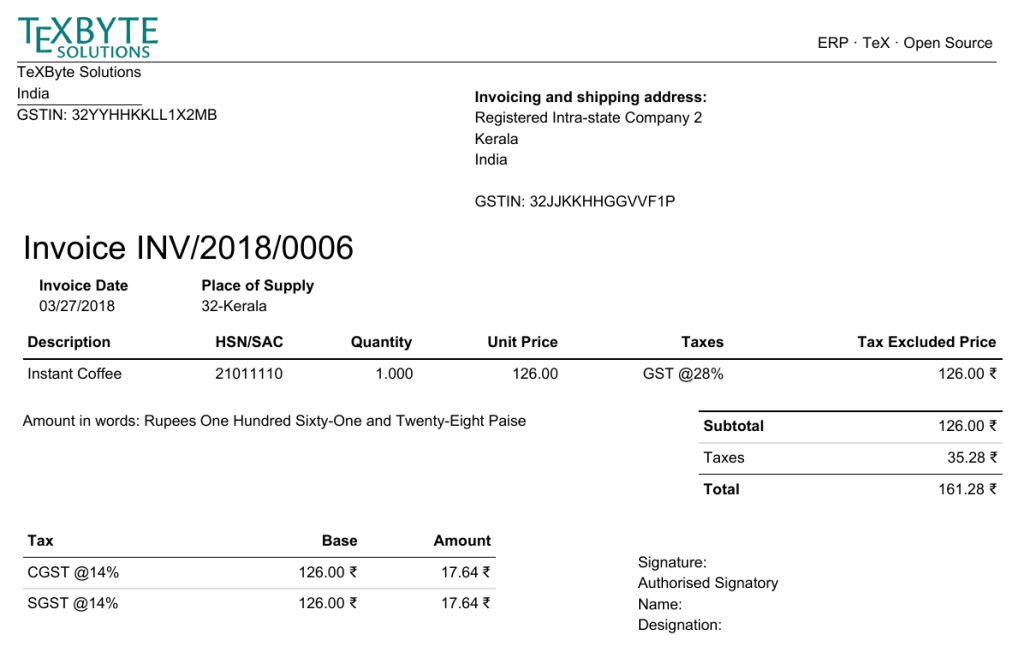 TEXBYTE
SOLUTIONS
ERP · TeX · Open Source
TeXByte Solutions
India
GSTIN: 32YYHHKKLL1X2MB
Invoicing and shipping address:
Registered Intra-state Company 2
Kerala
India
GSTIN: 32JJKKHHGGVVF1P
Invoice INV/2018/0006
Invoice Date Place of Supply
03/27/2018 32-Kerala
Description HSN/SAC Quantity Unit Price Taxes Tax Excluded Price
Instant Coffee 21011110 1.000 126.00 GST @28% 126.00 ₹
Amount in words: Rupees One Hundred Sixty-One and Twenty-Eight Paise
Subtotal 126.00 ₹
Taxes 35.28 ₹
Total 161.28 ₹
Tax Base Amount
CGST @14% 126.00 ₹ 17.64 ₹
SGST @14% 126.00 ₹ 17.64 ₹
Signature:
Authorised Signatory
Name:
Designation: